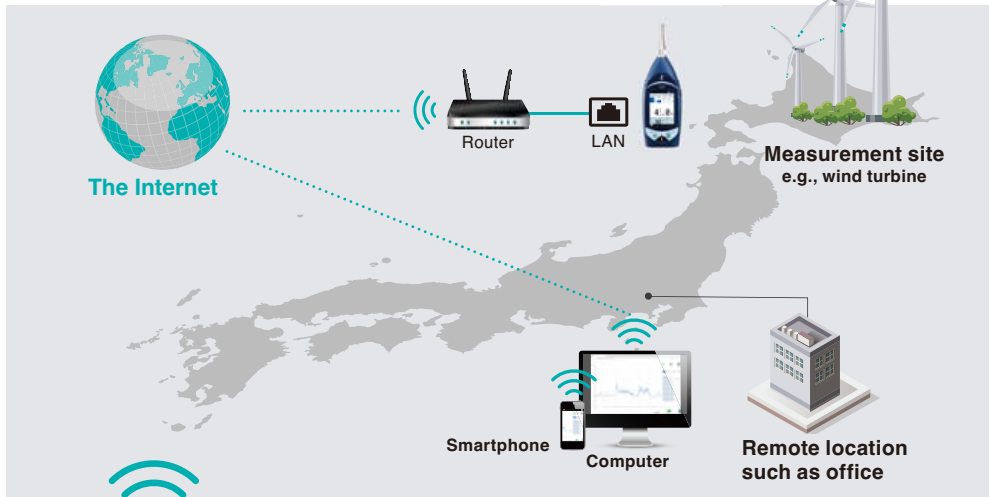 Router
LAN
The Internet
Measurement site
e.g., wind turbine
Smartphone
Computer
Remote location
such as office